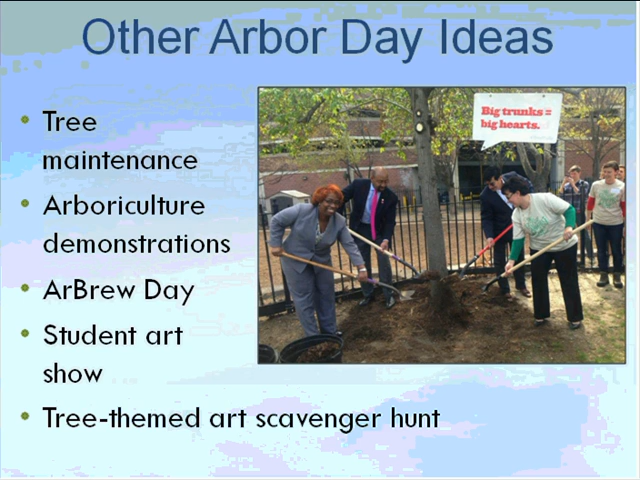 Other Arbor Day Ideas
Tree
maintenance
Arboriculture
demonstrations
ArBrew Day
Student art
show
Tree-themed art scavenger hunt
Big trunks =
big hearts.